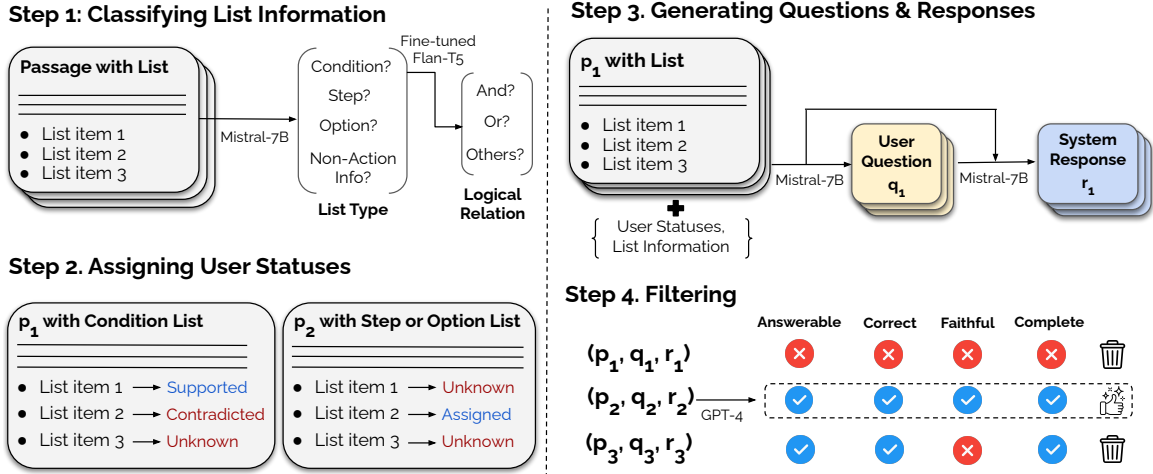 Step 1: Classifying List Information
Passage with List
● List item 1
● List item 2
● List item 3
Mistral-7B
Condition?
Step?
Option?
Non-Action
Info?
List Type
Fine-tuned
Flan-T5
And?
Or?
Others?
Logical
Relation
Step 2. Assigning User Statuses
p1 with Condition List
● List item 1 Supported
● List item 2 Contradicted
● List item 3 Unknown
p2 with Step or Option List
● List item 1 Unknown
● List item 2 Assigned
● List item 3 Unknown
Step 3. Generating Questions & Responses
p1 with List
● List item 1
● List item 2
● List item 3
+
User Statuses,
List Information
Mistral-7B
User
Question
q1
Mistral-7B
System
Response
r1
Step 4. Filtering
Answerable Correct Faithful Complete
(p1, q1, r1)
(p2, q2, r2)
GPT-4
(p3, q3, r3)